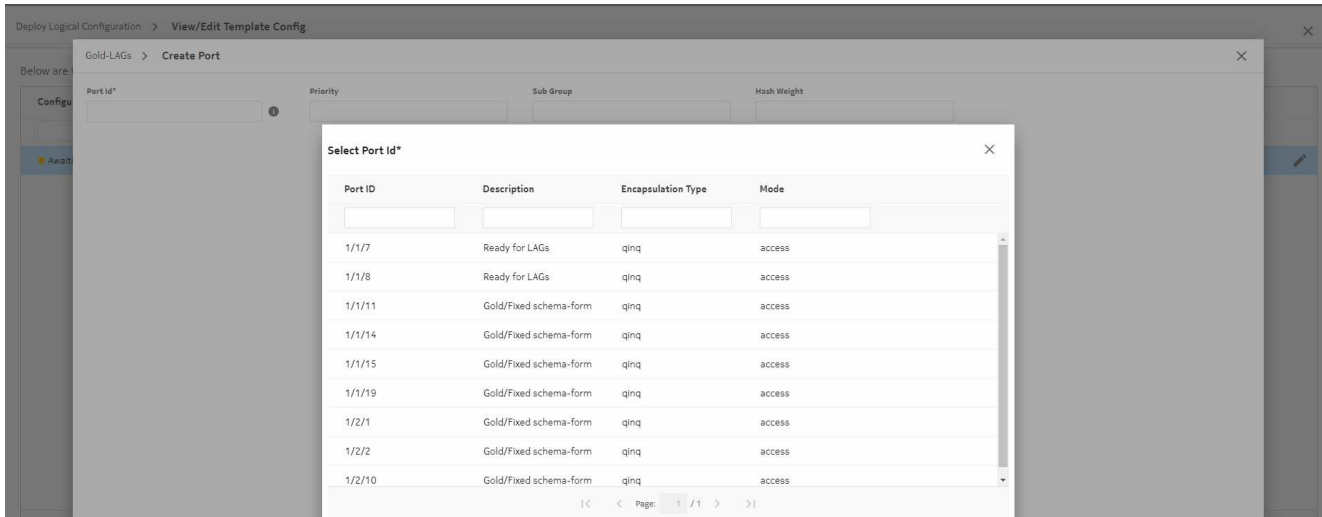 Deploy Logical Configuration > View/Edit Template Config
Gold-LAGs > Create Port
Below are
Port Id* Priority Sub Group Hash Weight
Configu
Select Port Id*
Awaiti
Port ID Description Encapsulation Type Mode
1/1/7 Ready for LAGs qinq access
1/1/8 Ready for LAGs qinq access
1/1/11 Gold/Fixed schema-form qinq access
1/1/14 Gold/Fixed schema-form qinq access
1/1/15 Gold/Fixed schema-form qinq access
1/1/19 Gold/Fixed schema-form qinq access
1/2/1 Gold/Fixed schema-form qinq access
1/2/2 Gold/Fixed schema-form qinq access
1/2/10 Gold/Fixed schema-form qinq access
Page: 1 / 1